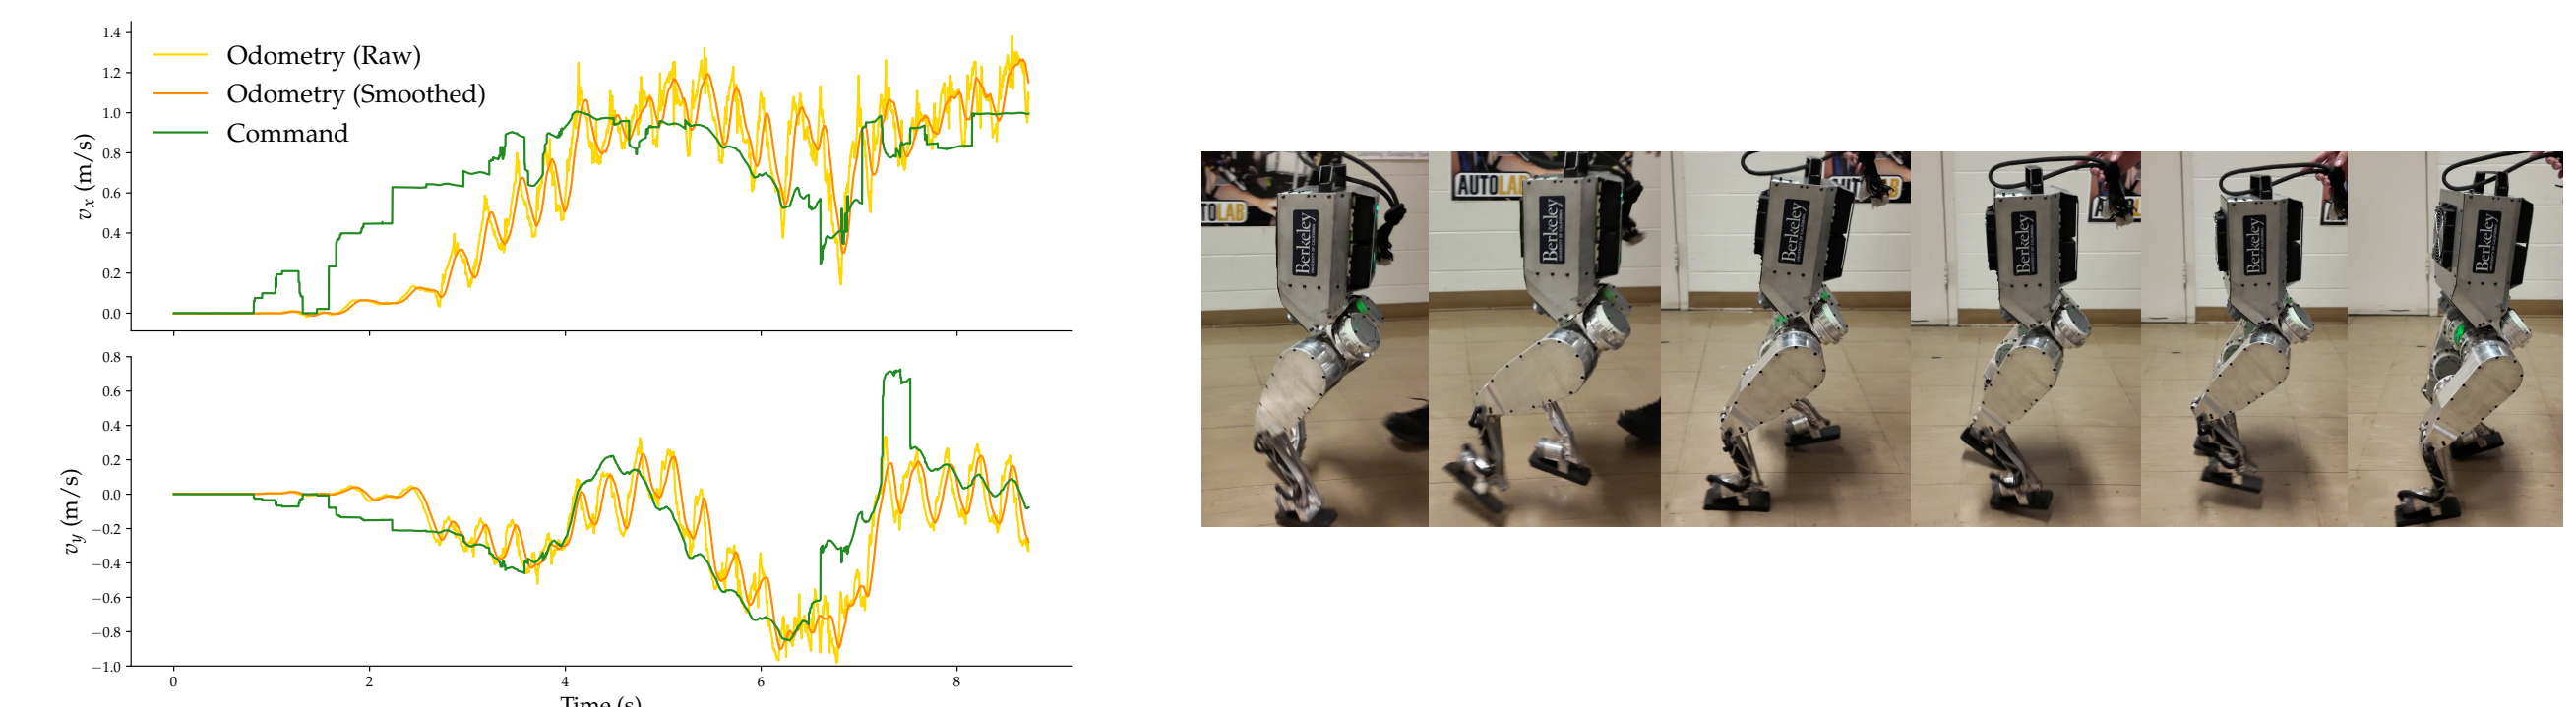 1.4
1.2
1.0
0.8
0.6
0.4
0.2
0.0
v_x (m/s)
Odometry (Raw)
Odometry (Smoothed)
Command
0.8
0.6
0.4
0.2
0.0
−0.2
−0.4
−0.6
−0.8
−1.0
v_y (m/s)
0 2 4 6 8
Time (s)
TOLAB
AUTOLAB
Berkeley
Berkeley
Berkeley
Berkeley
Berkeley
Berkeley